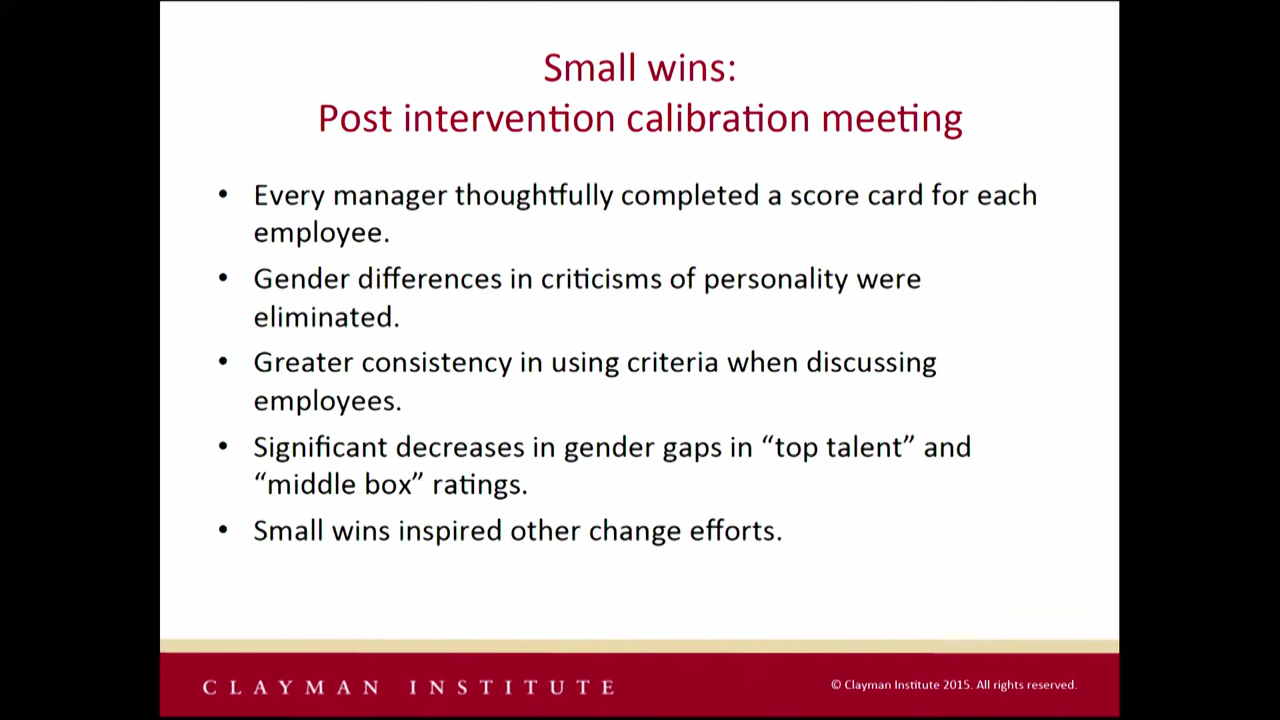 Small wins:
Post intervention calibration meeting
• Every manager thoughtfully completed a score card for each
employee.
• Gender differences in criticisms of personality were
eliminated.
• Greater consistency in using criteria when discussing
employees.
• Significant decreases in gender gaps in “top talent” and
“middle box” ratings.
• Small wins inspired other change efforts.
CLAYMAN INSTITUTE
© Clayman Institute 2015. All rights reserved.